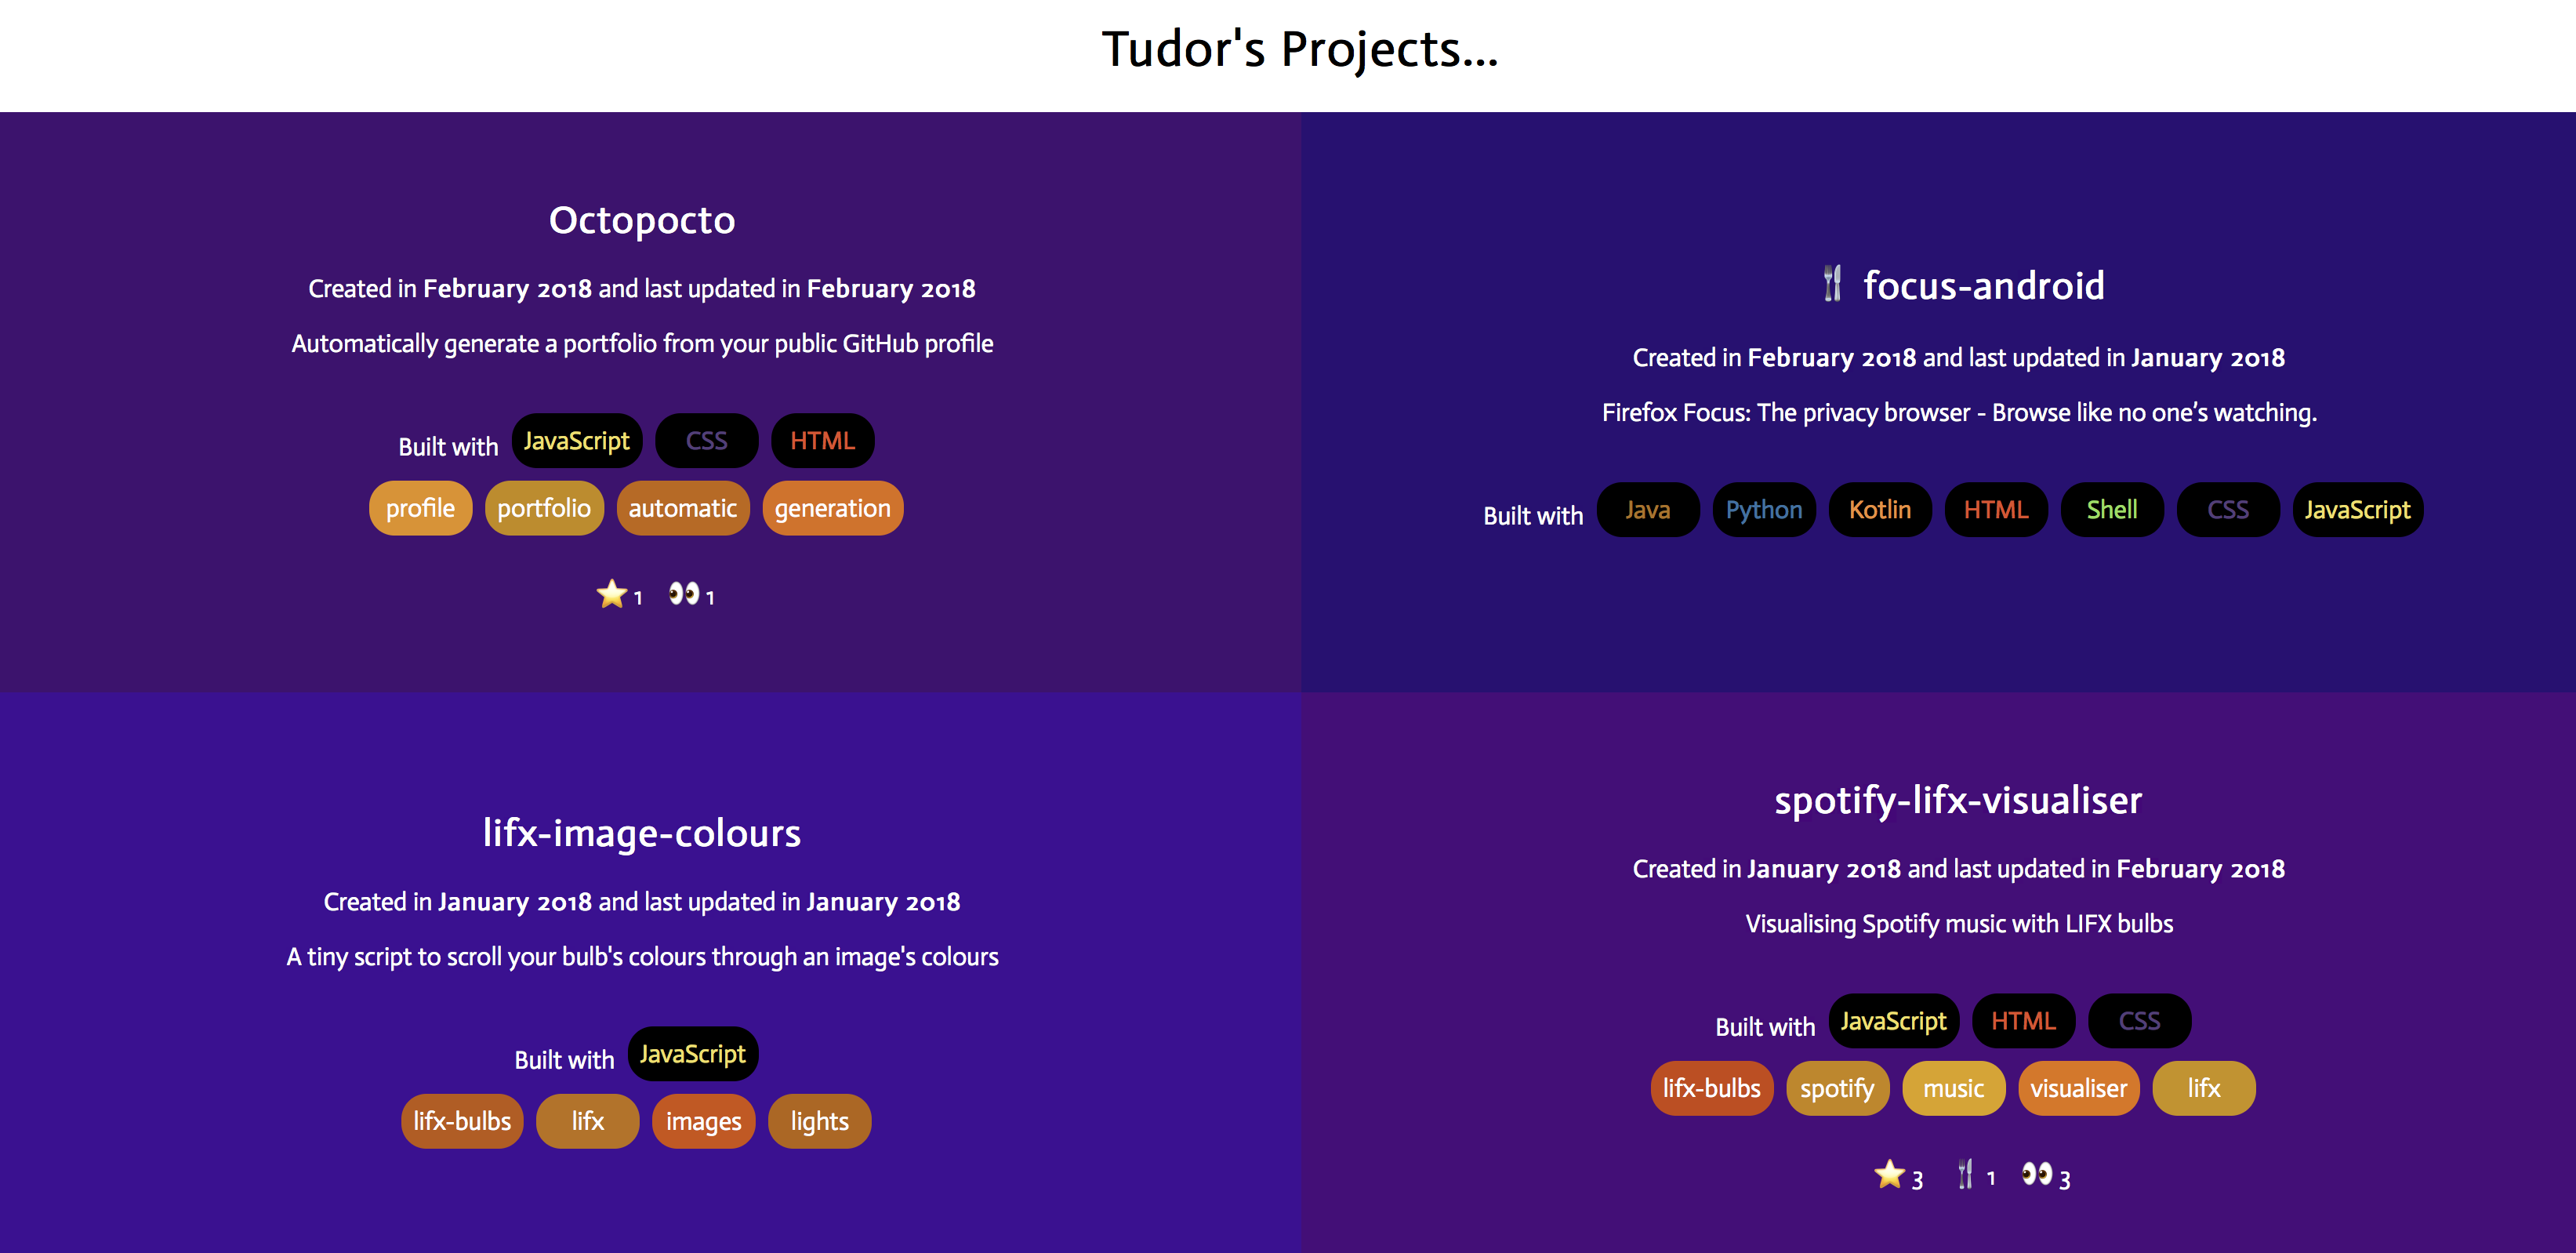 Tudor's Projects...
Octopocto
Created in February 2018 and last updated in February 2018
Automatically generate a portfolio from your public GitHub profile
Built with JavaScript CSS HTML
profile portfolio automatic generation
⭐ 1 👀 1
🍴 focus-android
Created in February 2018 and last updated in January 2018
Firefox Focus: The privacy browser - Browse like no one’s watching.
Built with Java Python Kotlin HTML Shell CSS JavaScript
lifx-image-colours
Created in January 2018 and last updated in January 2018
A tiny script to scroll your bulb's colours through an image's colours
Built with JavaScript
lifx-bulbs lifx images lights
spotify-lifx-visualiser
Created in January 2018 and last updated in February 2018
Visualising Spotify music with LIFX bulbs
Built with JavaScript HTML CSS
lifx-bulbs spotify music visualiser lifx
⭐ 3 🍴 1 👀 3